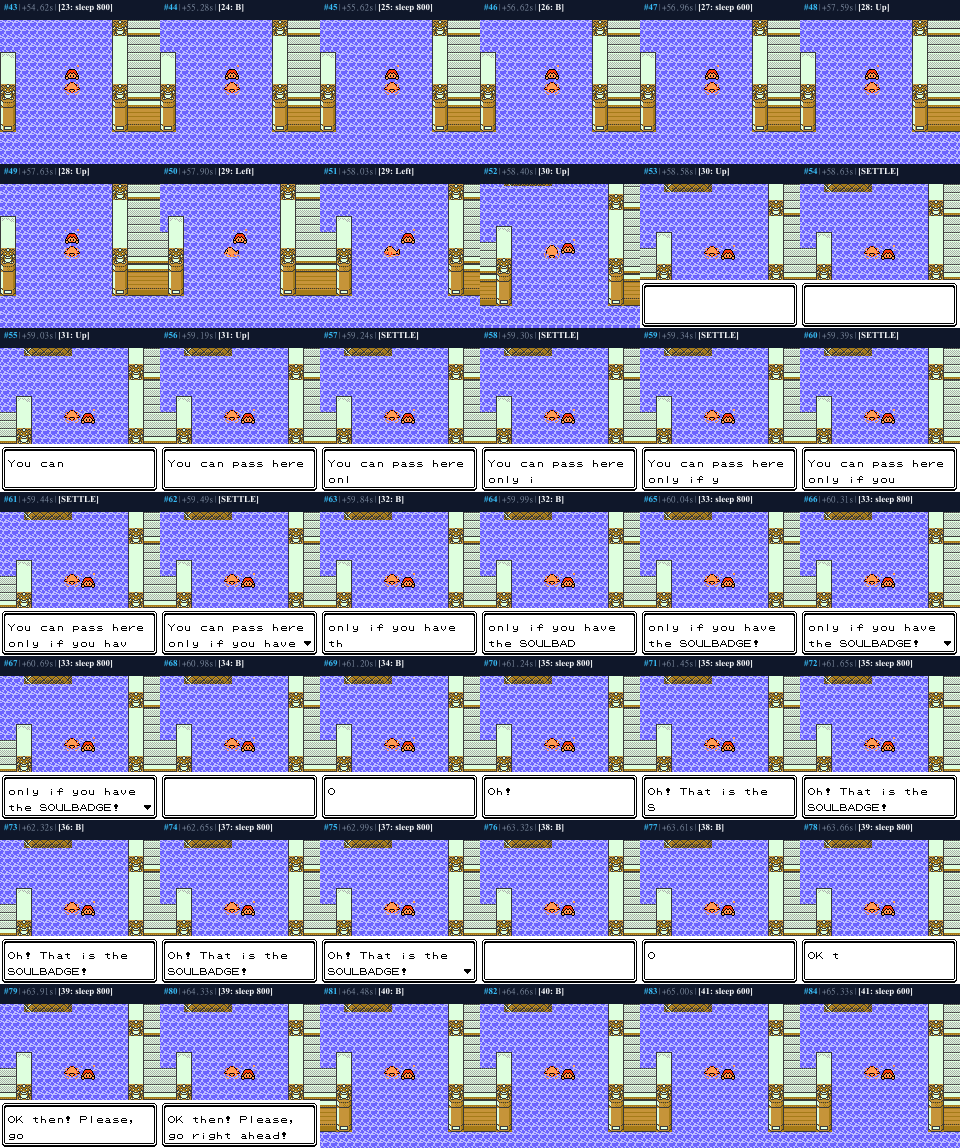 #43|+54.62s|[23: sleep 800]
#44|+55.28s|[24: B]
#45|+55.62s|[25: sleep 800]
#46|+56.62s|[26: B]
#47|+56.96s|[27: sleep 600]
#48|+57.59s|[28: Up]
#49|+57.63s|[28: Up]
#50|+57.90s|[29: Left]
#51|+58.03s|[29: Left]
#52|+58.40s|[30: Up]
#53|+58.58s|[30: Up]
#54|+58.63s|[SETTLE]
#55|+59.03s|[31: Up]
#56|+59.19s|[31: Up]
#57|+59.24s|[SETTLE]
#58|+59.30s|[SETTLE]
#59|+59.34s|[SETTLE]
#60|+59.39s|[SETTLE]
You can
You can pass here
You can pass here
onl
You can pass here
only i
You can pass here
only if y
You can pass here
only if you
#61|+59.44s|[SETTLE]
#62|+59.49s|[SETTLE]
#63|+59.84s|[32: B]
#64|+59.99s|[32: B]
#65|+60.04s|[33: sleep 800]
#66|+60.31s|[33: sleep 800]
You can pass here
only if you hav
You can pass here
only if you have ▼
only if you have
th
only if you have
the SOULBAD
only if you have
the SOULBADGE!
only if you have
the SOULBADGE! ▼
#67|+60.69s|[33: sleep 800]
#68|+60.98s|[34: B]
#69|+61.20s|[34: B]
#70|+61.24s|[35: sleep 800]
#71|+61.45s|[35: sleep 800]
#72|+61.65s|[35: sleep 800]
only if you have
the SOULBADGE! ▼
O
Oh!
Oh! That is the
S
Oh! That is the
SOULBADGE!
#73|+62.32s|[36: B]
#74|+62.65s|[37: sleep 800]
#75|+62.99s|[37: sleep 800]
#76|+63.32s|[38: B]
#77|+63.61s|[38: B]
#78|+63.66s|[39: sleep 800]
Oh! That is the
SOULBADGE!
Oh! That is the
SOULBADGE!
Oh! That is the
SOULBADGE! ▼
O
OK t
#79|+63.91s|[39: sleep 800]
#80|+64.33s|[39: sleep 800]
#81|+64.48s|[40: B]
#82|+64.66s|[40: B]
#83|+65.00s|[41: sleep 600]
#84|+65.33s|[41: sleep 600]
OK then! Please,
go
OK then! Please,
go right ahead!